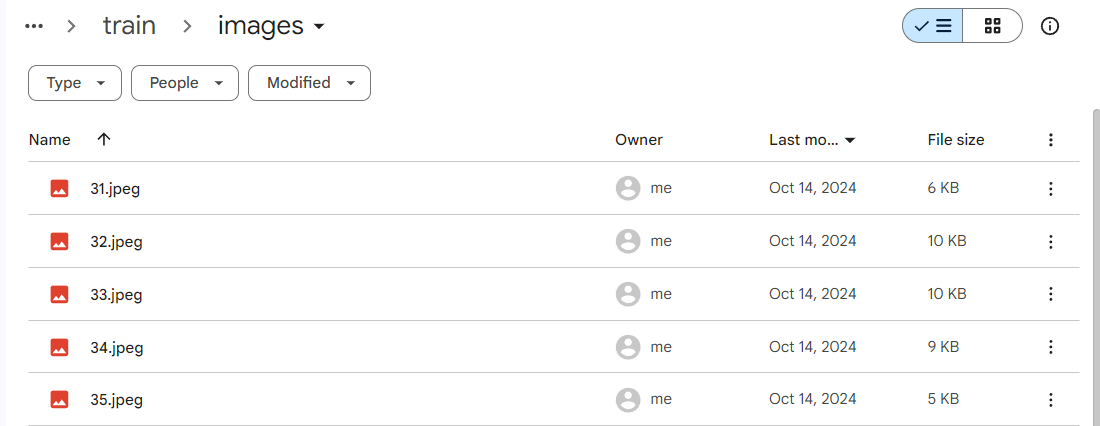 ... > train > images
Type People Modified
Name Owner Last mo... File size
31.jpeg me Oct 14, 2024 6 KB
32.jpeg me Oct 14, 2024 10 KB
33.jpeg me Oct 14, 2024 10 KB
34.jpeg me Oct 14, 2024 9 KB
35.jpeg me Oct 14, 2024 5 KB